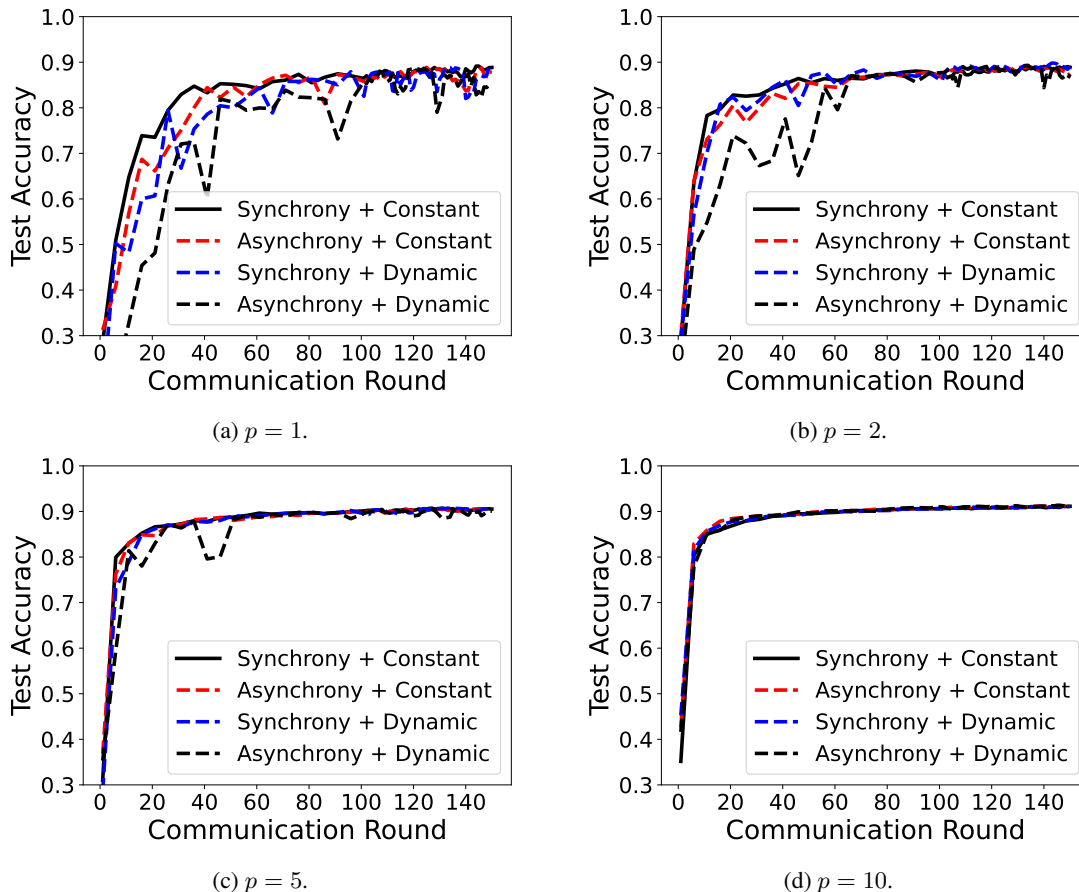 1.0
0.9
0.8
0.7
0.6
0.5
0.4
0.3
Test Accuracy
Synchrony + Constant
Asynchrony + Constant
Synchrony + Dynamic
Asynchrony + Dynamic
0 20 40 60 80 100 120 140
Communication Round
(a) p = 1.
1.0
0.9
0.8
0.7
0.6
0.5
0.4
0.3
Test Accuracy
Synchrony + Constant
Asynchrony + Constant
Synchrony + Dynamic
Asynchrony + Dynamic
0 20 40 60 80 100 120 140
Communication Round
(b) p = 2.
1.0
0.9
0.8
0.7
0.6
0.5
0.4
0.3
Test Accuracy
Synchrony + Constant
Asynchrony + Constant
Synchrony + Dynamic
Asynchrony + Dynamic
0 20 40 60 80 100 120 140
Communication Round
(c) p = 5.
1.0
0.9
0.8
0.7
0.6
0.5
0.4
0.3
Test Accuracy
Synchrony + Constant
Asynchrony + Constant
Synchrony + Dynamic
Asynchrony + Dynamic
0 20 40 60 80 100 120 140
Communication Round
(d) p = 10.